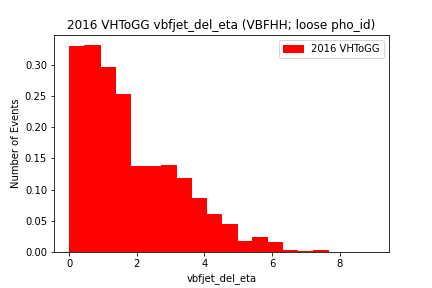 2016 VHToGG vbfjet_del_eta (VBFHH; loose pho_id)
2016 VHToGG
Number of Events
0.30
0.25
0.20
0.15
0.10
0.05
0.00
0 2 4 6 8
vbfjet_del_eta